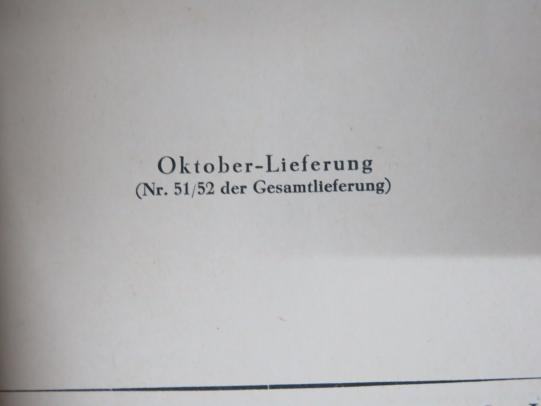 Oktober-Lieferung
(Nr. 51/52 der Gesamtlieferung)